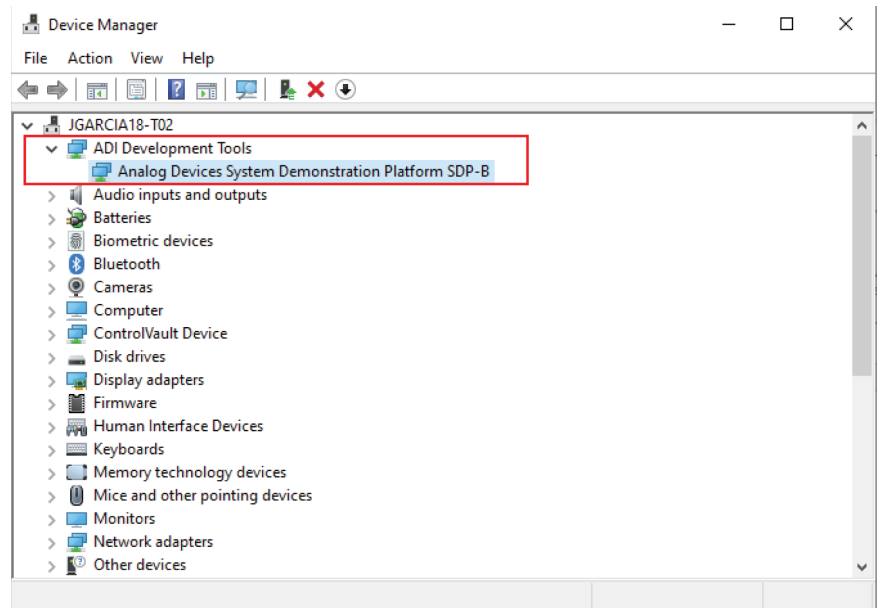 Device Manager
File Action View Help
JGARCIA18-T02
ADI Development Tools
Analog Devices System Demonstration Platform SDP-B
Audio inputs and outputs
Batteries
Biometric devices
Bluetooth
Cameras
Computer
ControlVault Device
Disk drives
Display adapters
Firmware
Human Interface Devices
Keyboards
Memory technology devices
Mice and other pointing devices
Monitors
Network adapters
Other devices